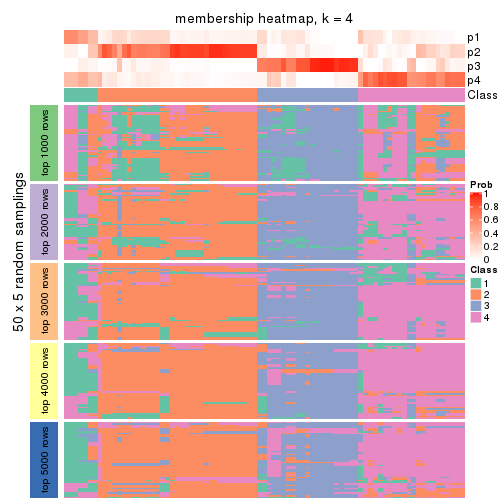 membership heatmap, k = 4
p1
p2
p3
p4
Class
50 x 5 random samplings
top 1000 rows
top 2000 rows
top 3000 rows
top 4000 rows
top 5000 rows
Prob
1
0.8
0.6
0.4
0.2
0
Class
1
2
3
4